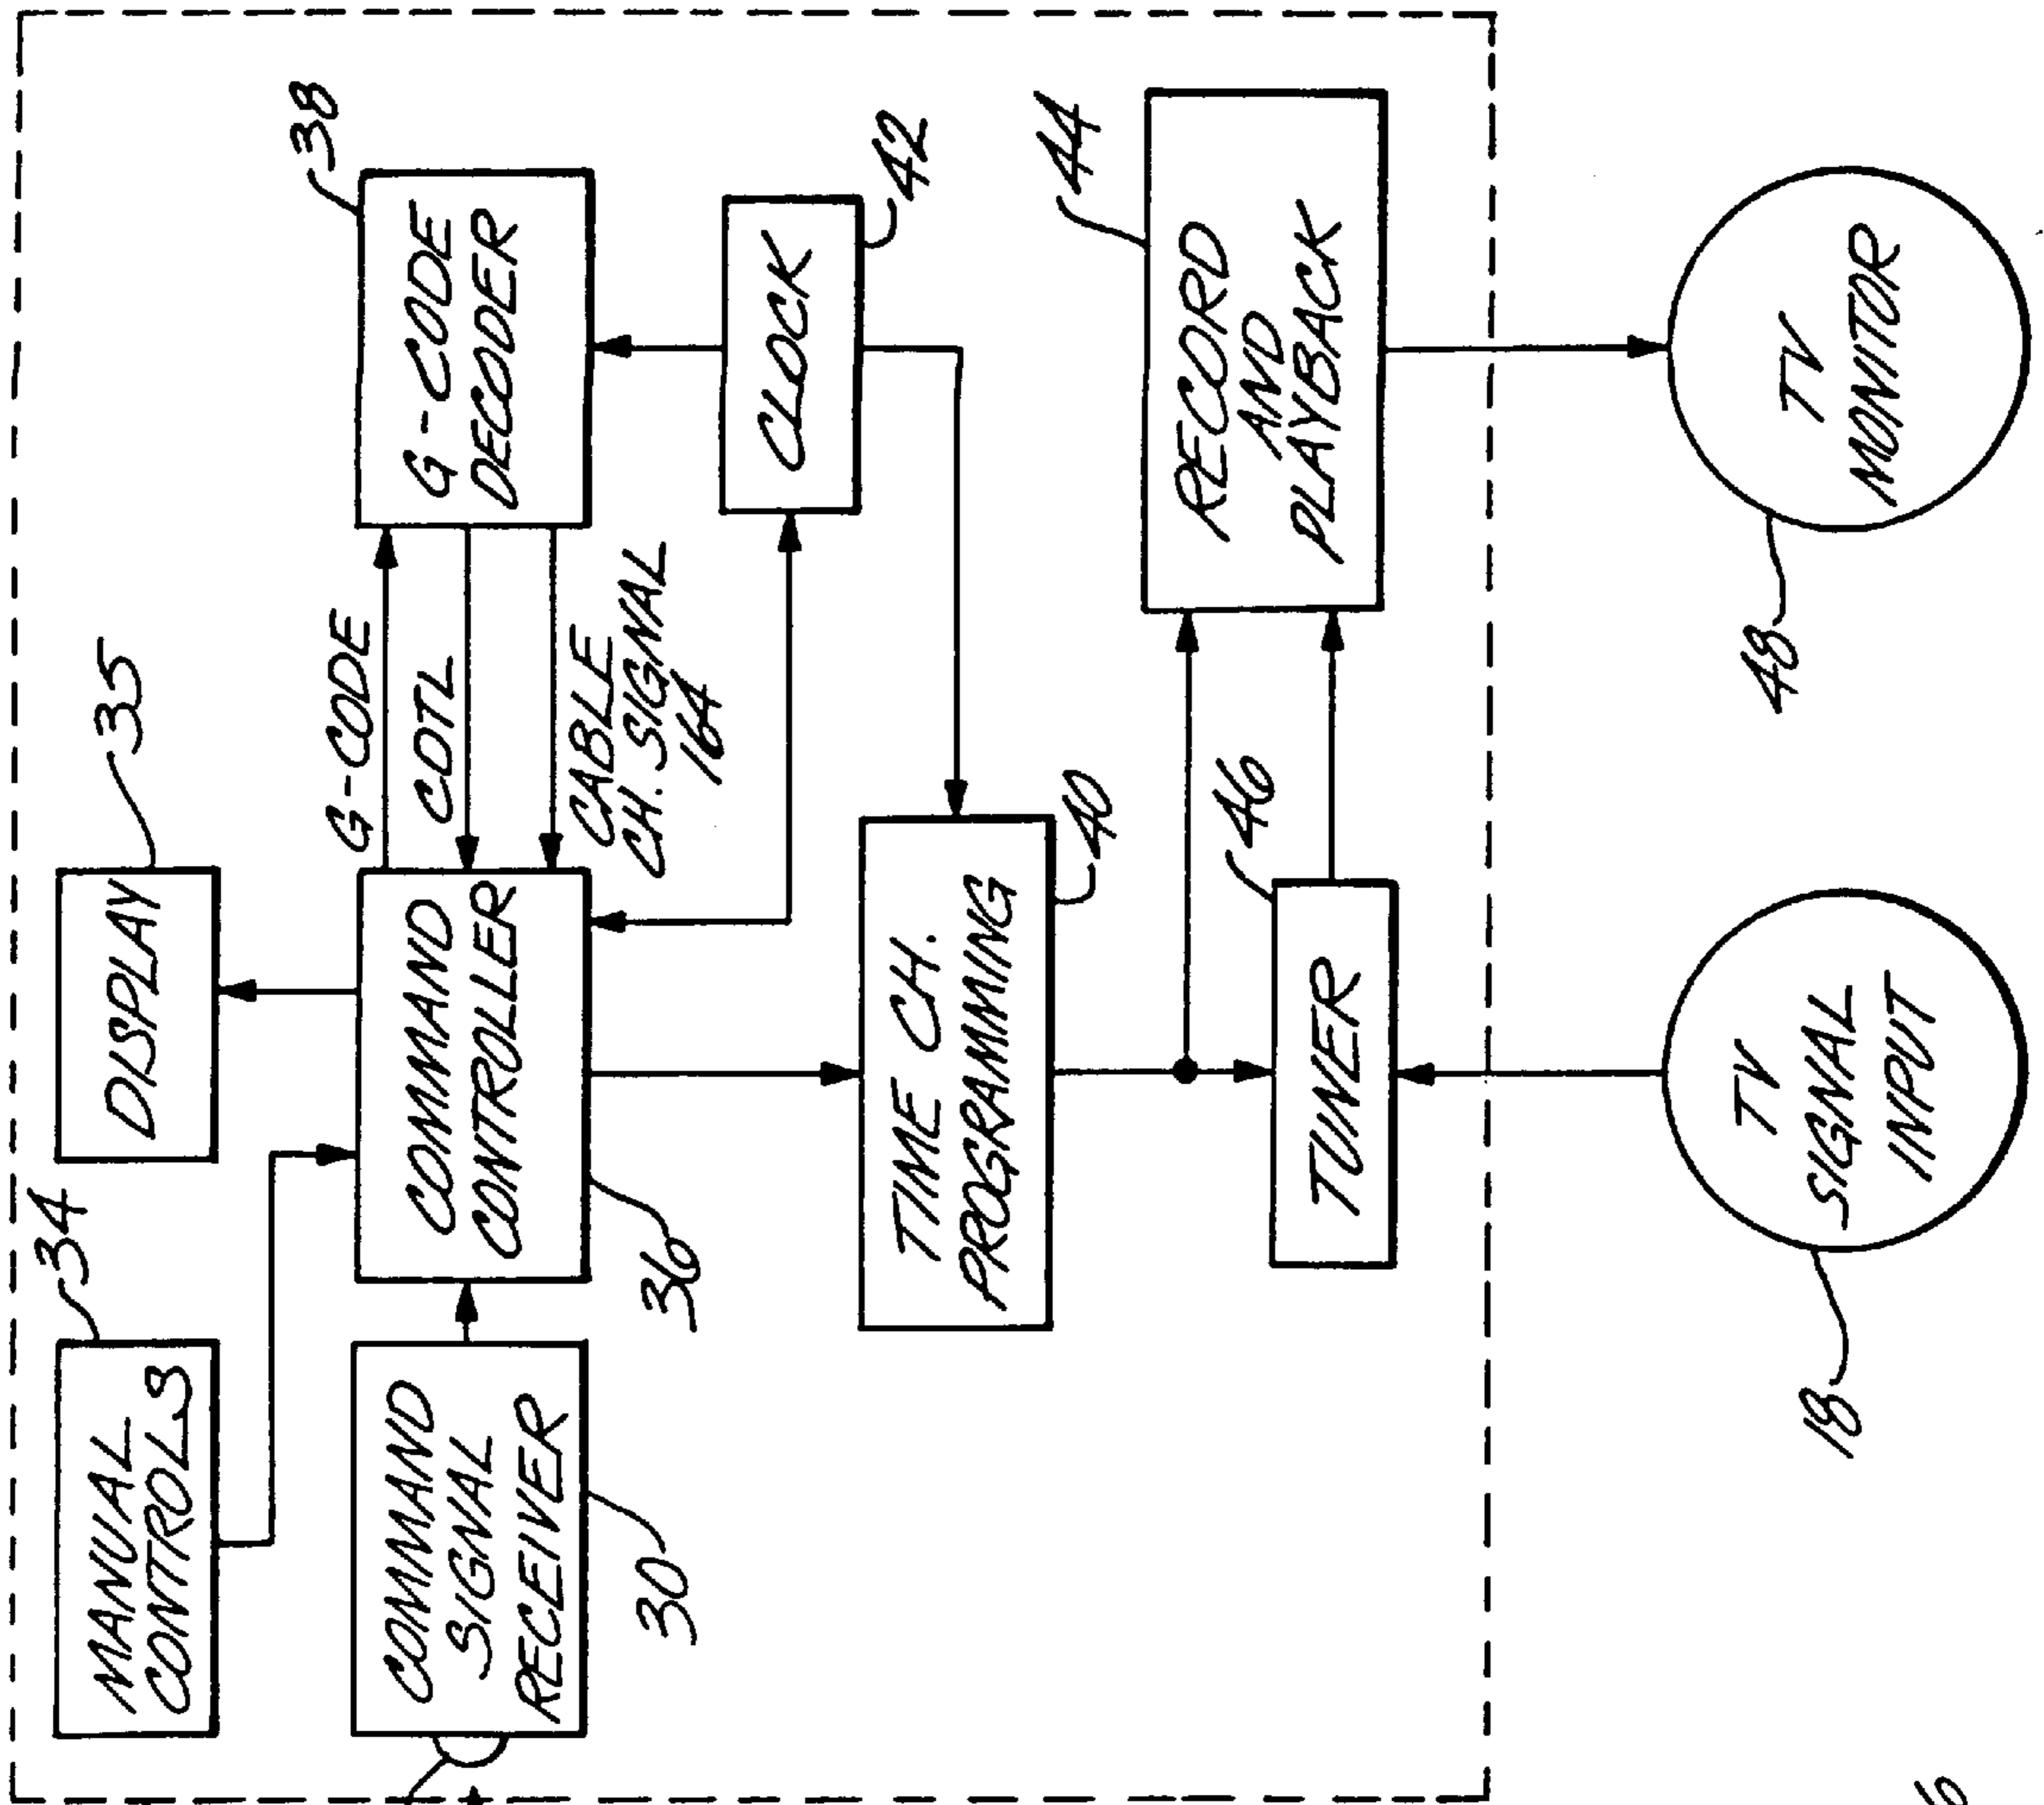 34
35
38
MANUAL
CONTROLS
DISPLAY
G-CODE
G-CODE
DECODER
COMMAND
SIGNAL
RECEIVER
COMMAND
CONTROLLER
CDTL
CABLE
CH. SIGNAL
164
30
36
CLOCK
42
TIME CH.
PROGRAMMING
40
44
RECORD
AND
PLAYBACK
46
TUNER
TV
SIGNAL
INPUT
18
TV
MONITOR
48